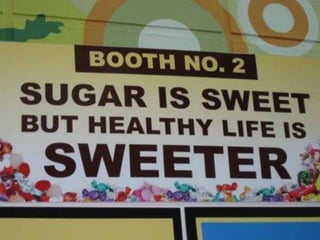 BOOTH NO. 2
SUGAR IS SWEET
BUT HEALTHY LIFE IS
SWEETER